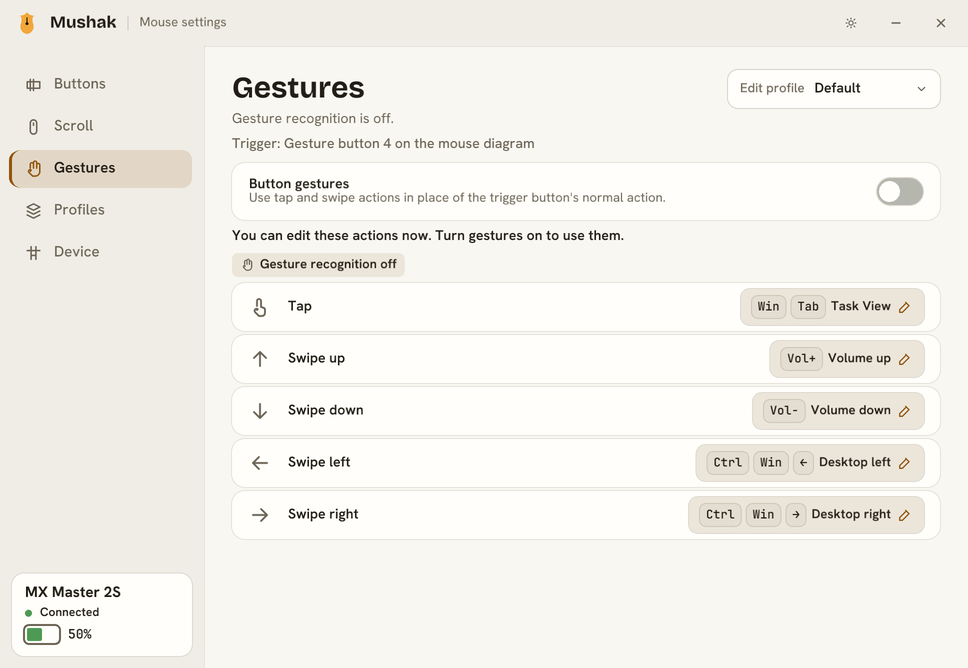 Mushak | Mouse settings
Buttons
Scroll
Gestures
Profiles
Device
MX Master 2S
Connected
50%
Gestures
Edit profile Default
Gesture recognition is off.
Trigger: Gesture button 4 on the mouse diagram
Button gestures
Use tap and swipe actions in place of the trigger button's normal action.
You can edit these actions now. Turn gestures on to use them.
Gesture recognition off
Tap Win Tab Task View
Swipe up Vol+ Volume up
Swipe down Vol- Volume down
Swipe left Ctrl Win ← Desktop left
Swipe right Ctrl Win → Desktop right